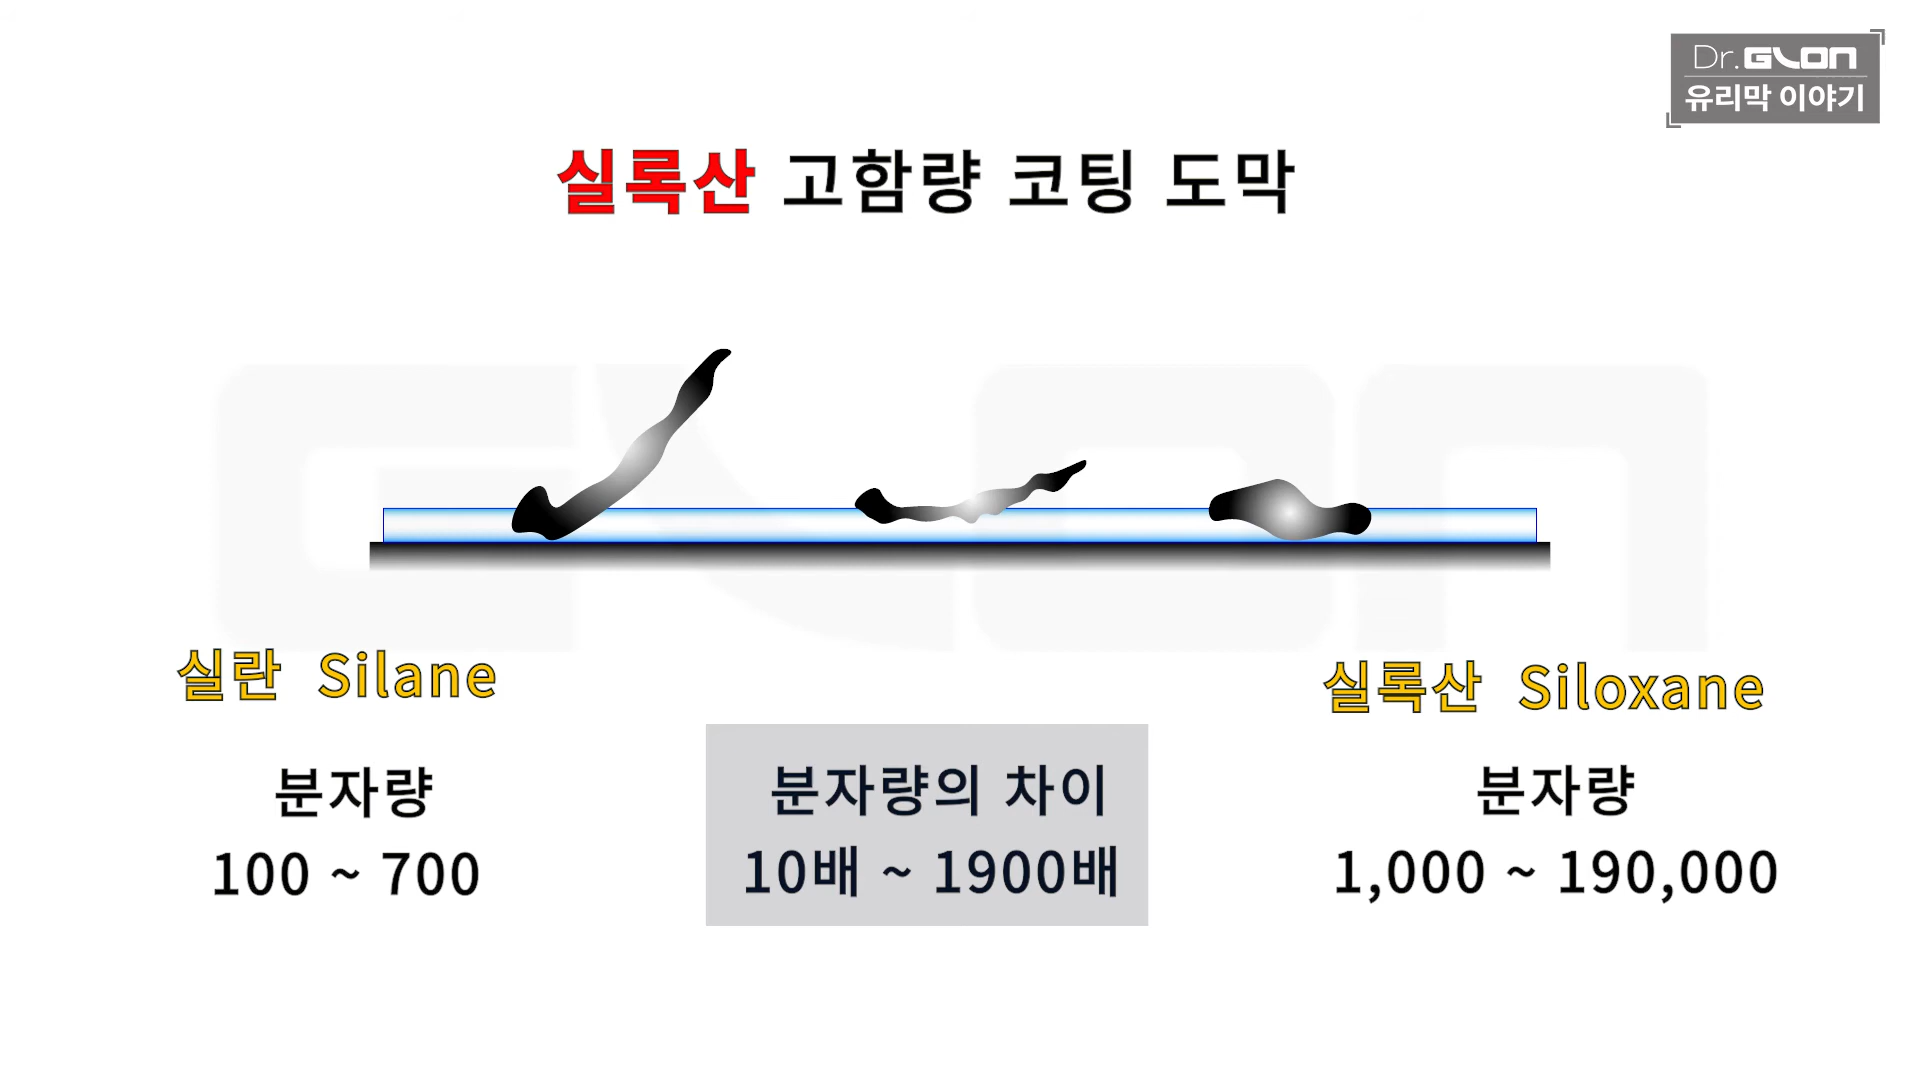 Dr.GLON
유리막 이야기
실록산 고함량 코팅 도막
GLON
실란 Silane
실록산 Siloxane
분자량
100 ~ 700
분자량의 차이
10배 ~ 1900배
분자량
1,000 ~ 190,000